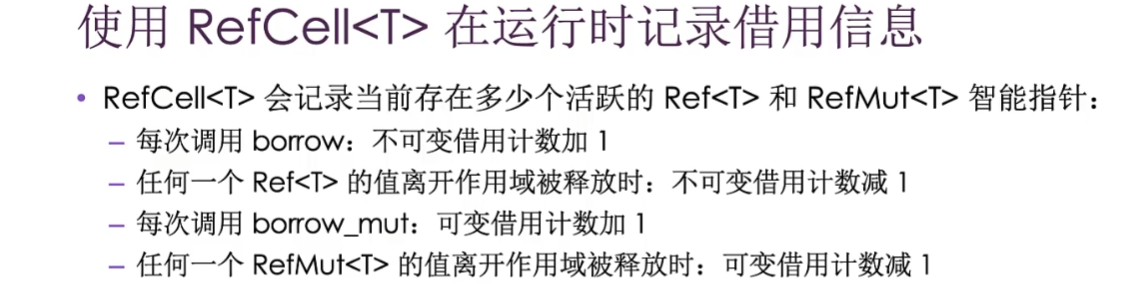 使用 RefCell<T> 在运行时记录借用信息
• RefCell<T> 会记录当前存在多少个活跃的 Ref<T> 和 RefMut<T> 智能指针：
– 每次调用 borrow：不可变借用计数加 1
– 任何一个 Ref<T> 的值离开作用域被释放时：不可变借用计数减 1
– 每次调用 borrow_mut：可变借用计数加 1
– 任何一个 RefMut<T> 的值离开作用域被释放时：可变借用计数减 1